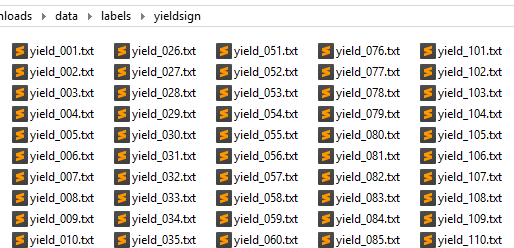 nloads > data > labels > yieldsign
yield_001.txt yield_026.txt yield_051.txt yield_076.txt yield_101.txt
yield_002.txt yield_027.txt yield_052.txt yield_077.txt yield_102.txt
yield_003.txt yield_028.txt yield_053.txt yield_078.txt yield_103.txt
yield_004.txt yield_029.txt yield_054.txt yield_079.txt yield_104.txt
yield_005.txt yield_030.txt yield_055.txt yield_080.txt yield_105.txt
yield_006.txt yield_031.txt yield_056.txt yield_081.txt yield_106.txt
yield_007.txt yield_032.txt yield_057.txt yield_082.txt yield_107.txt
yield_008.txt yield_033.txt yield_058.txt yield_083.txt yield_108.txt
yield_009.txt yield_034.txt yield_059.txt yield_084.txt yield_109.txt
yield_010.txt yield_035.txt yield_060.txt yield_085.txt yield_110.txt